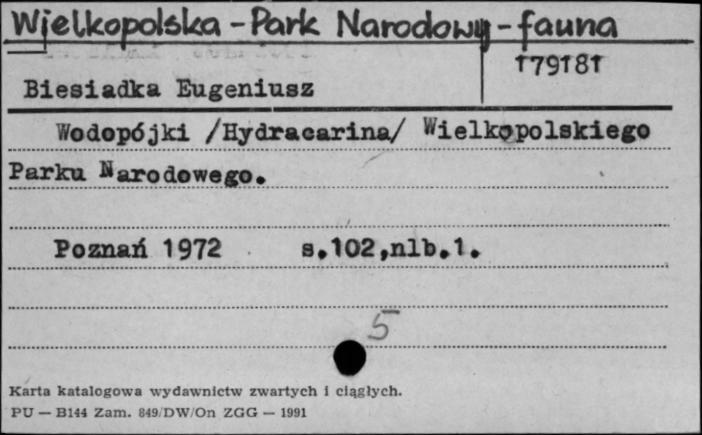 Wielkopolska - Park Narodowy - fauna
179181
Biesiadka Eugeniusz
Wodopójki /Hydracarina/ Wielkopolskiego
Parku Narodowego.
Poznań 1972 s.102,nlb.1.
5
Karta katalogowa wydawnictw zwartych i ciągłych.
PU — B144 Zam. 849/DW/On ZGG — 1991